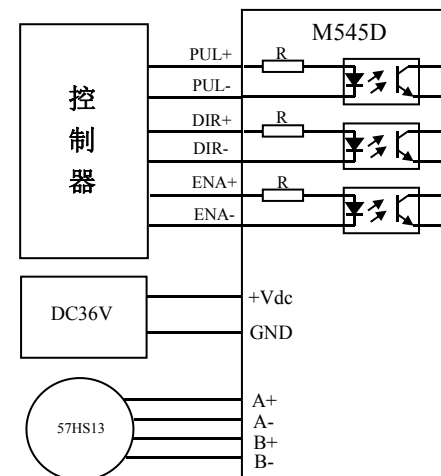 M545D
控
制
器
PUL+
R
PUL-
DIR+
R
DIR-
ENA+
R
ENA-
DC36V
+Vdc
GND
57HS13
A+
A-
B+
B-